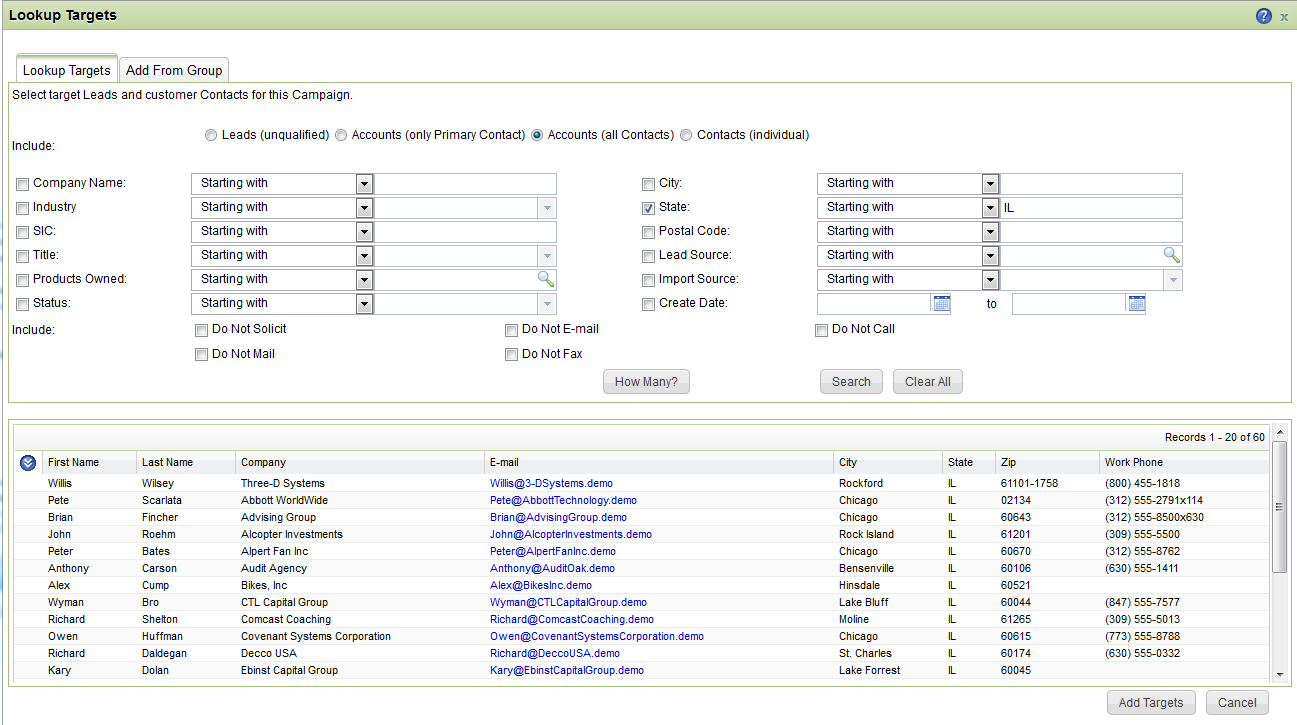 Lookup Targets
? x
Lookup Targets Add From Group
Select target Leads and customer Contacts for this Campaign.
Include: Leads (unqualified) Accounts (only Primary Contact) Accounts (all Contacts) Contacts (individual)
Company Name: Starting with City: Starting with
Industry Starting with State: Starting with IL
SIC: Starting with Postal Code: Starting with
Title: Starting with Lead Source: Starting with
Products Owned: Starting with Import Source: Starting with
Status: Starting with Create Date: to
Include: Do Not Solicit Do Not E-mail Do Not Call
Do Not Mail Do Not Fax
How Many? Search Clear All
Records 1 - 20 of 60
First Name Last Name Company E-mail City State Zip Work Phone
Willis Wilsey Three-D Systems Willis@3-DSystems.demo Rockford IL 61101-1758 (800) 455-1818
Pete Scarlata Abbott WorldWide Pete@AbbottTechnology.demo Chicago IL 02134 (312) 555-2791x114
Brian Fincher Advising Group Brian@AdvisingGroup.demo Chicago IL 60643 (312) 555-8500x630
John Roehm Alcopter Investments John@AlcopterInvestments.demo Rock Island IL 61201 (309) 555-5500
Peter Bates Alpert Fan Inc Peter@AlpertFanInc.demo Chicago IL 60670 (312) 555-8762
Anthony Carson Audit Agency Anthony@AuditOak.demo Bensenville IL 60106 (630) 555-1411
Alex Cump Bikes, Inc Alex@BikesInc.demo Hinsdale IL 60521
Wyman Bro CTL Capital Group Wyman@CTLCapitalGroup.demo Lake Bluff IL 60044 (847) 555-7577
Richard Shelton Comcast Coaching Richard@ComcastCoaching.demo Moline IL 61265 (309) 555-5013
Owen Huffman Covenant Systems Corporation Owen@CovenantSystemsCorporation.demo Chicago IL 60615 (773) 555-8788
Richard Daldegan Decco USA Richard@DeccoUSA.demo St. Charles IL 60174 (630) 555-0332
Kary Dolan Ebinst Capital Group Kary@EbinstCapitalGroup.demo Lake Forrest IL 60045
Add Targets Cancel